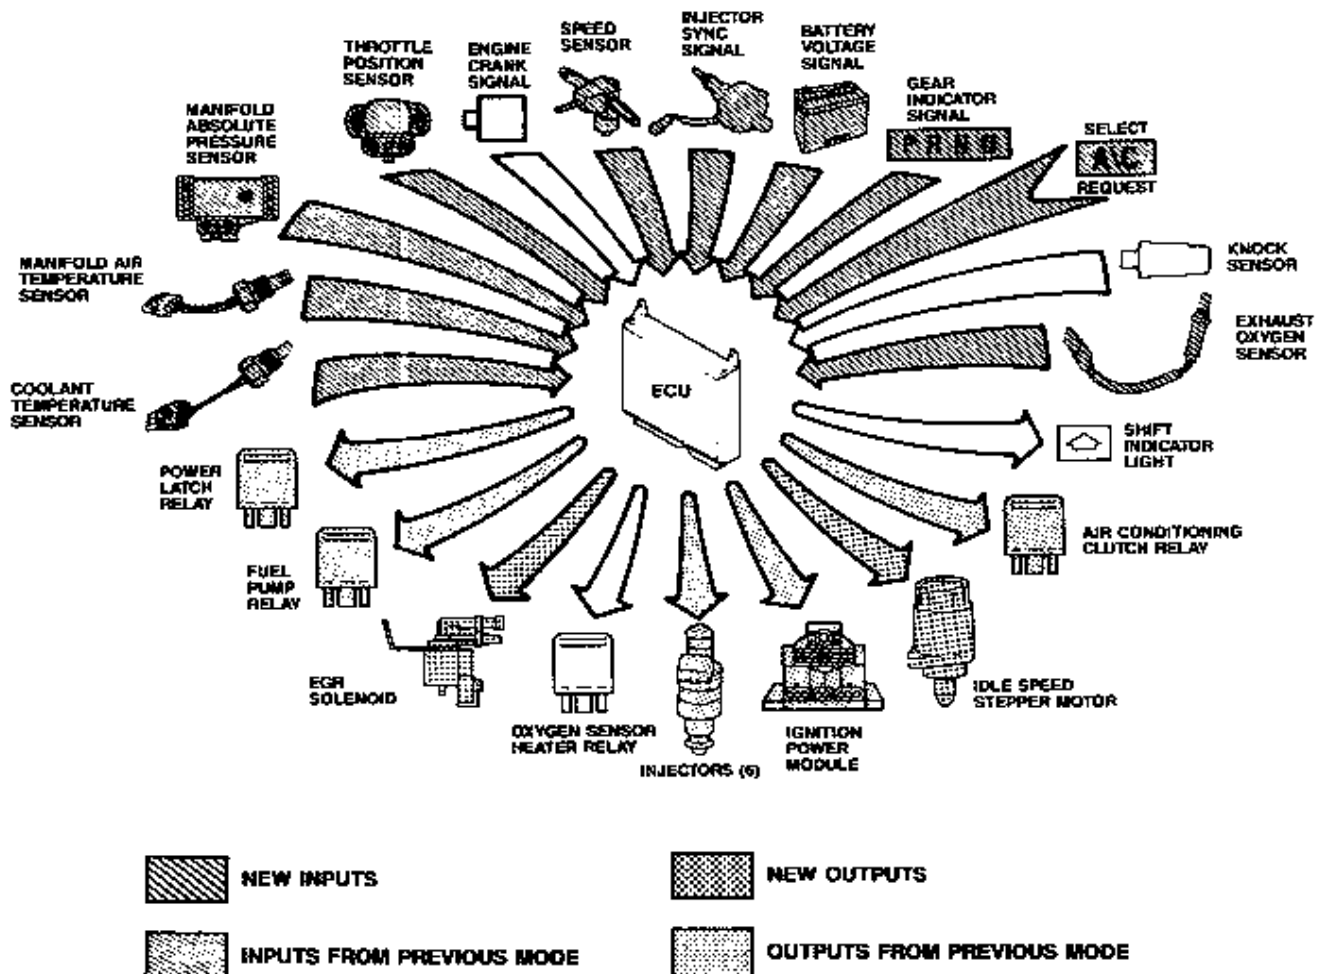 THROTTLE
POSITION
SENSOR
ENGINE
CRANK
SIGNAL
SPEED
SENSOR
INJECTOR
SYNC
SIGNAL
BATTERY
VOLTAGE
SIGNAL
GEAR
INDICATOR
SIGNAL
P R N D
SELECT
A\C
REQUEST
MANIFOLD
ABSOLUTE
PRESSURE
SENSOR
MANIFOLD AIR
TEMPERATURE
SENSOR
COOLANT
TEMPERATURE
SENSOR
KNOCK
SENSOR
EXHAUST
OXYGEN
SENSOR
ECU
POWER
LATCH
RELAY
FUEL
PUMP
RELAY
EGR
SOLENOID
OXYGEN SENSOR
HEATER RELAY
INJECTORS (6)
IGNITION
POWER
MODULE
IDLE SPEED
STEPPER MOTOR
AIR CONDITIONING
CLUTCH RELAY
SHIFT
INDICATOR
LIGHT
NEW INPUTS
NEW OUTPUTS
INPUTS FROM PREVIOUS MODE
OUTPUTS FROM PREVIOUS MODE